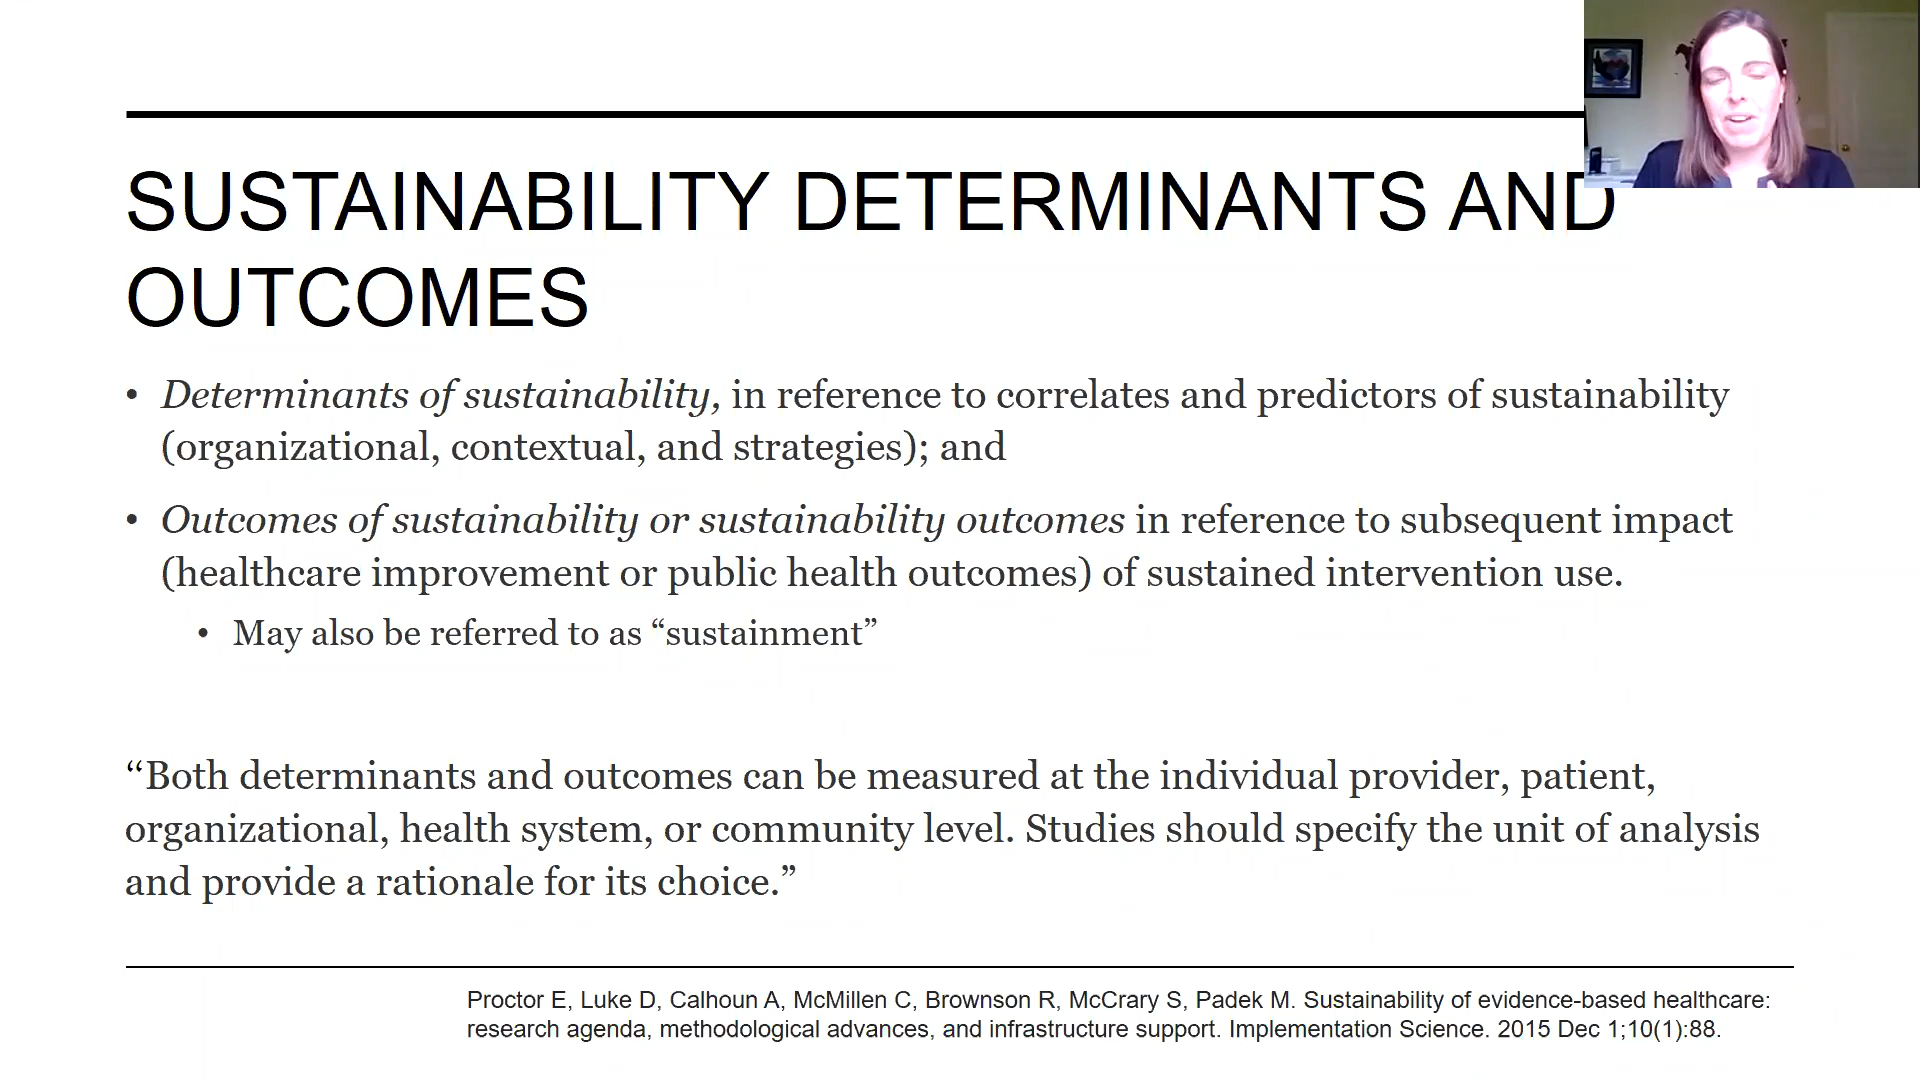 SUSTAINABILITY DETERMINANTS AND
OUTCOMES
• Determinants of sustainability, in reference to correlates and predictors of sustainability
(organizational, contextual, and strategies); and
• Outcomes of sustainability or sustainability outcomes in reference to subsequent impact
(healthcare improvement or public health outcomes) of sustained intervention use.
• May also be referred to as “sustainment”
“Both determinants and outcomes can be measured at the individual provider, patient,
organizational, health system, or community level. Studies should specify the unit of analysis
and provide a rationale for its choice.”
Proctor E, Luke D, Calhoun A, McMillen C, Brownson R, McCrary S, Padek M. Sustainability of evidence-based healthcare:
research agenda, methodological advances, and infrastructure support. Implementation Science. 2015 Dec 1;10(1):88.